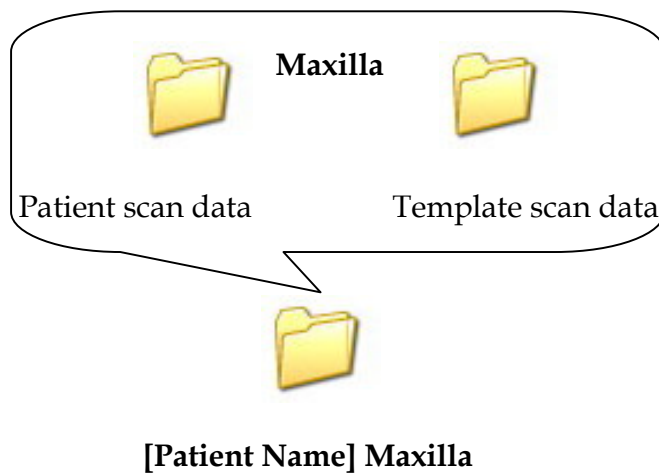 Maxilla
Patient scan data Template scan data
[Patient Name] Maxilla